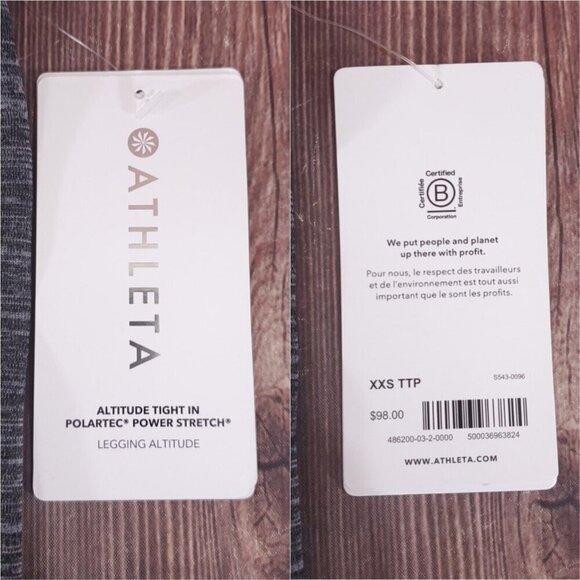 ATHLETA
ALTITUDE TIGHT IN
POLARTEC® POWER STRETCH®
LEGGING ALTITUDE
Certified
Certifiée
B
Entreprise
Corporation
We put people and planet
up there with profit.
Pour nous, le respect des travailleurs
et de l'environnement est tout aussi
important que le sont les profits.
S543-0096
XXS TTP
$98.00
486200-03-2-0000 500036963824
WWW.ATHLETA.COM